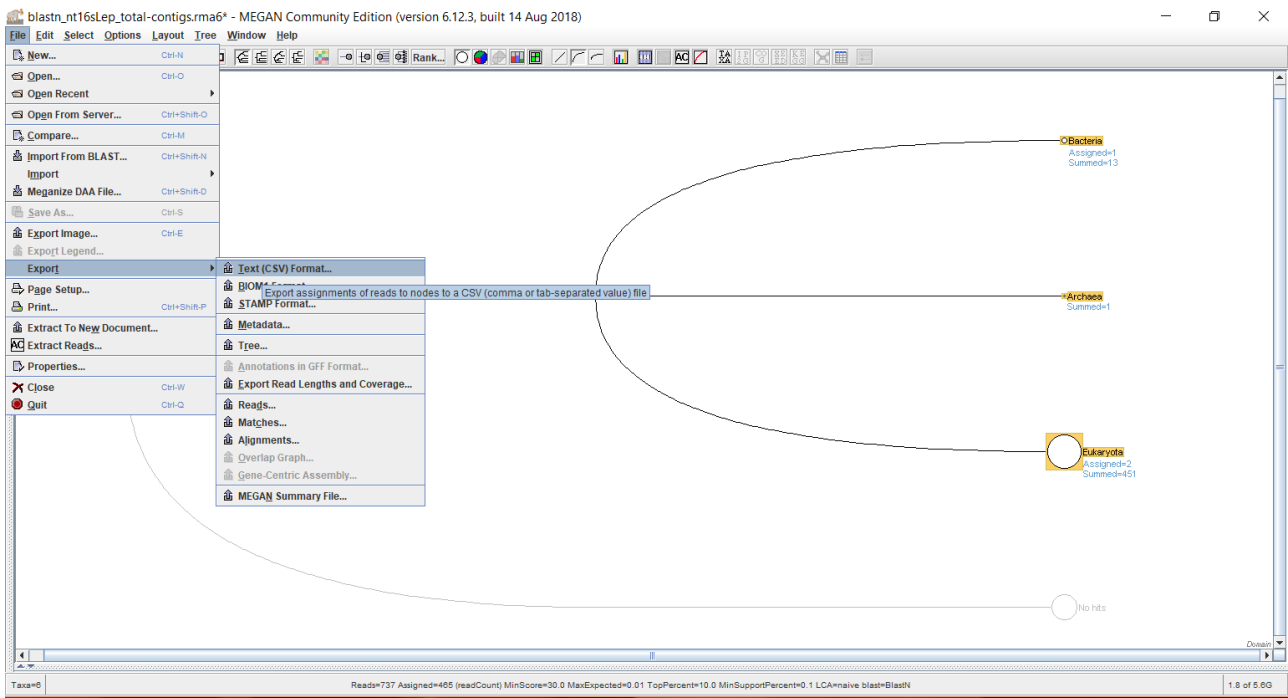 blastn_nt16sLep_total-contigs.rma6* - MEGAN Community Edition (version 6.12.3, built 14 Aug 2018)
File Edit Select Options Layout Tree Window Help
Rank...
AC
New... Ctrl-N
Open... Ctrl-O
Open Recent
Open From Server... Ctrl+Shift-O
Compare... Ctrl-M
Import From BLAST... Ctrl+Shift-N
Import
Meganize DAA File... Ctrl+Shift-D
Save As... Ctrl-S
Export Image... Ctrl-E
Export Legend...
Export
Page Setup...
Print... Ctrl+Shift-P
Extract To New Document...
AC Extract Reads...
Properties...
Close Ctrl-W
Quit Ctrl-Q
Text (CSV) Format...
BIOM1 Format...
Export assignments of reads to nodes to a CSV (comma or tab-separated value) file
STAMP Format...
Metadata...
Tree...
Annotations in GFF Format...
Export Read Lengths and Coverage...
Reads...
Matches...
Alignments...
Overlap Graph...
Gene-Centric Assembly...
MEGAN Summary File...
Bacteria
Assigned=1
Summed=13
Archaea
Summed=1
Eukaryota
Assigned=2
Summed=451
No hits
Domain
Taxa=6
Reads=737 Assigned=465 (readCount) MinScore=30.0 MaxExpected=0.01 TopPercent=10.0 MinSupportPercent=0.1 LCA=naive blast=BlastN
1.8 of 5.6G